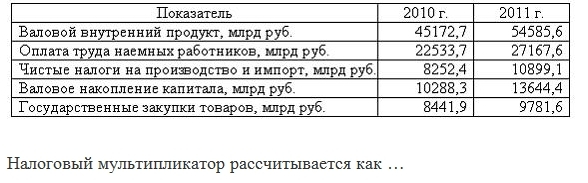 Показатель 2010 г. 2011 г.
Валовой внутренний продукт, млрд руб. 45172,7 54585,6
Оплата труда наемных работников, млрд руб. 22533,7 27167,6
Чистые налоги на производство и импорт, млрд руб. 8252,4 10899,1
Валовое накопление капитала, млрд руб. 10288,3 13644,4
Государственные закупки товаров, млрд руб. 8441,9 9781,6
Налоговый мультипликатор рассчитывается как …